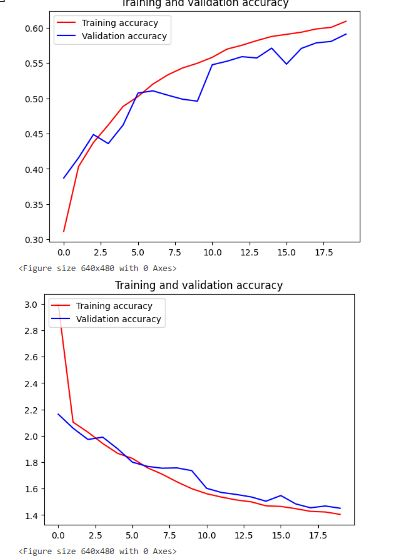 Training and validation accuracy
Training accuracy
Validation accuracy
0.60
0.55
0.50
0.45
0.40
0.35
0.30
0.0 2.5 5.0 7.5 10.0 12.5 15.0 17.5
<Figure size 640x480 with 0 Axes>
Training and validation accuracy
3.0
Training accuracy
Validation accuracy
2.8
2.6
2.4
2.2
2.0
1.8
1.6
1.4
0.0 2.5 5.0 7.5 10.0 12.5 15.0 17.5
<Figure size 640x480 with 0 Axes>